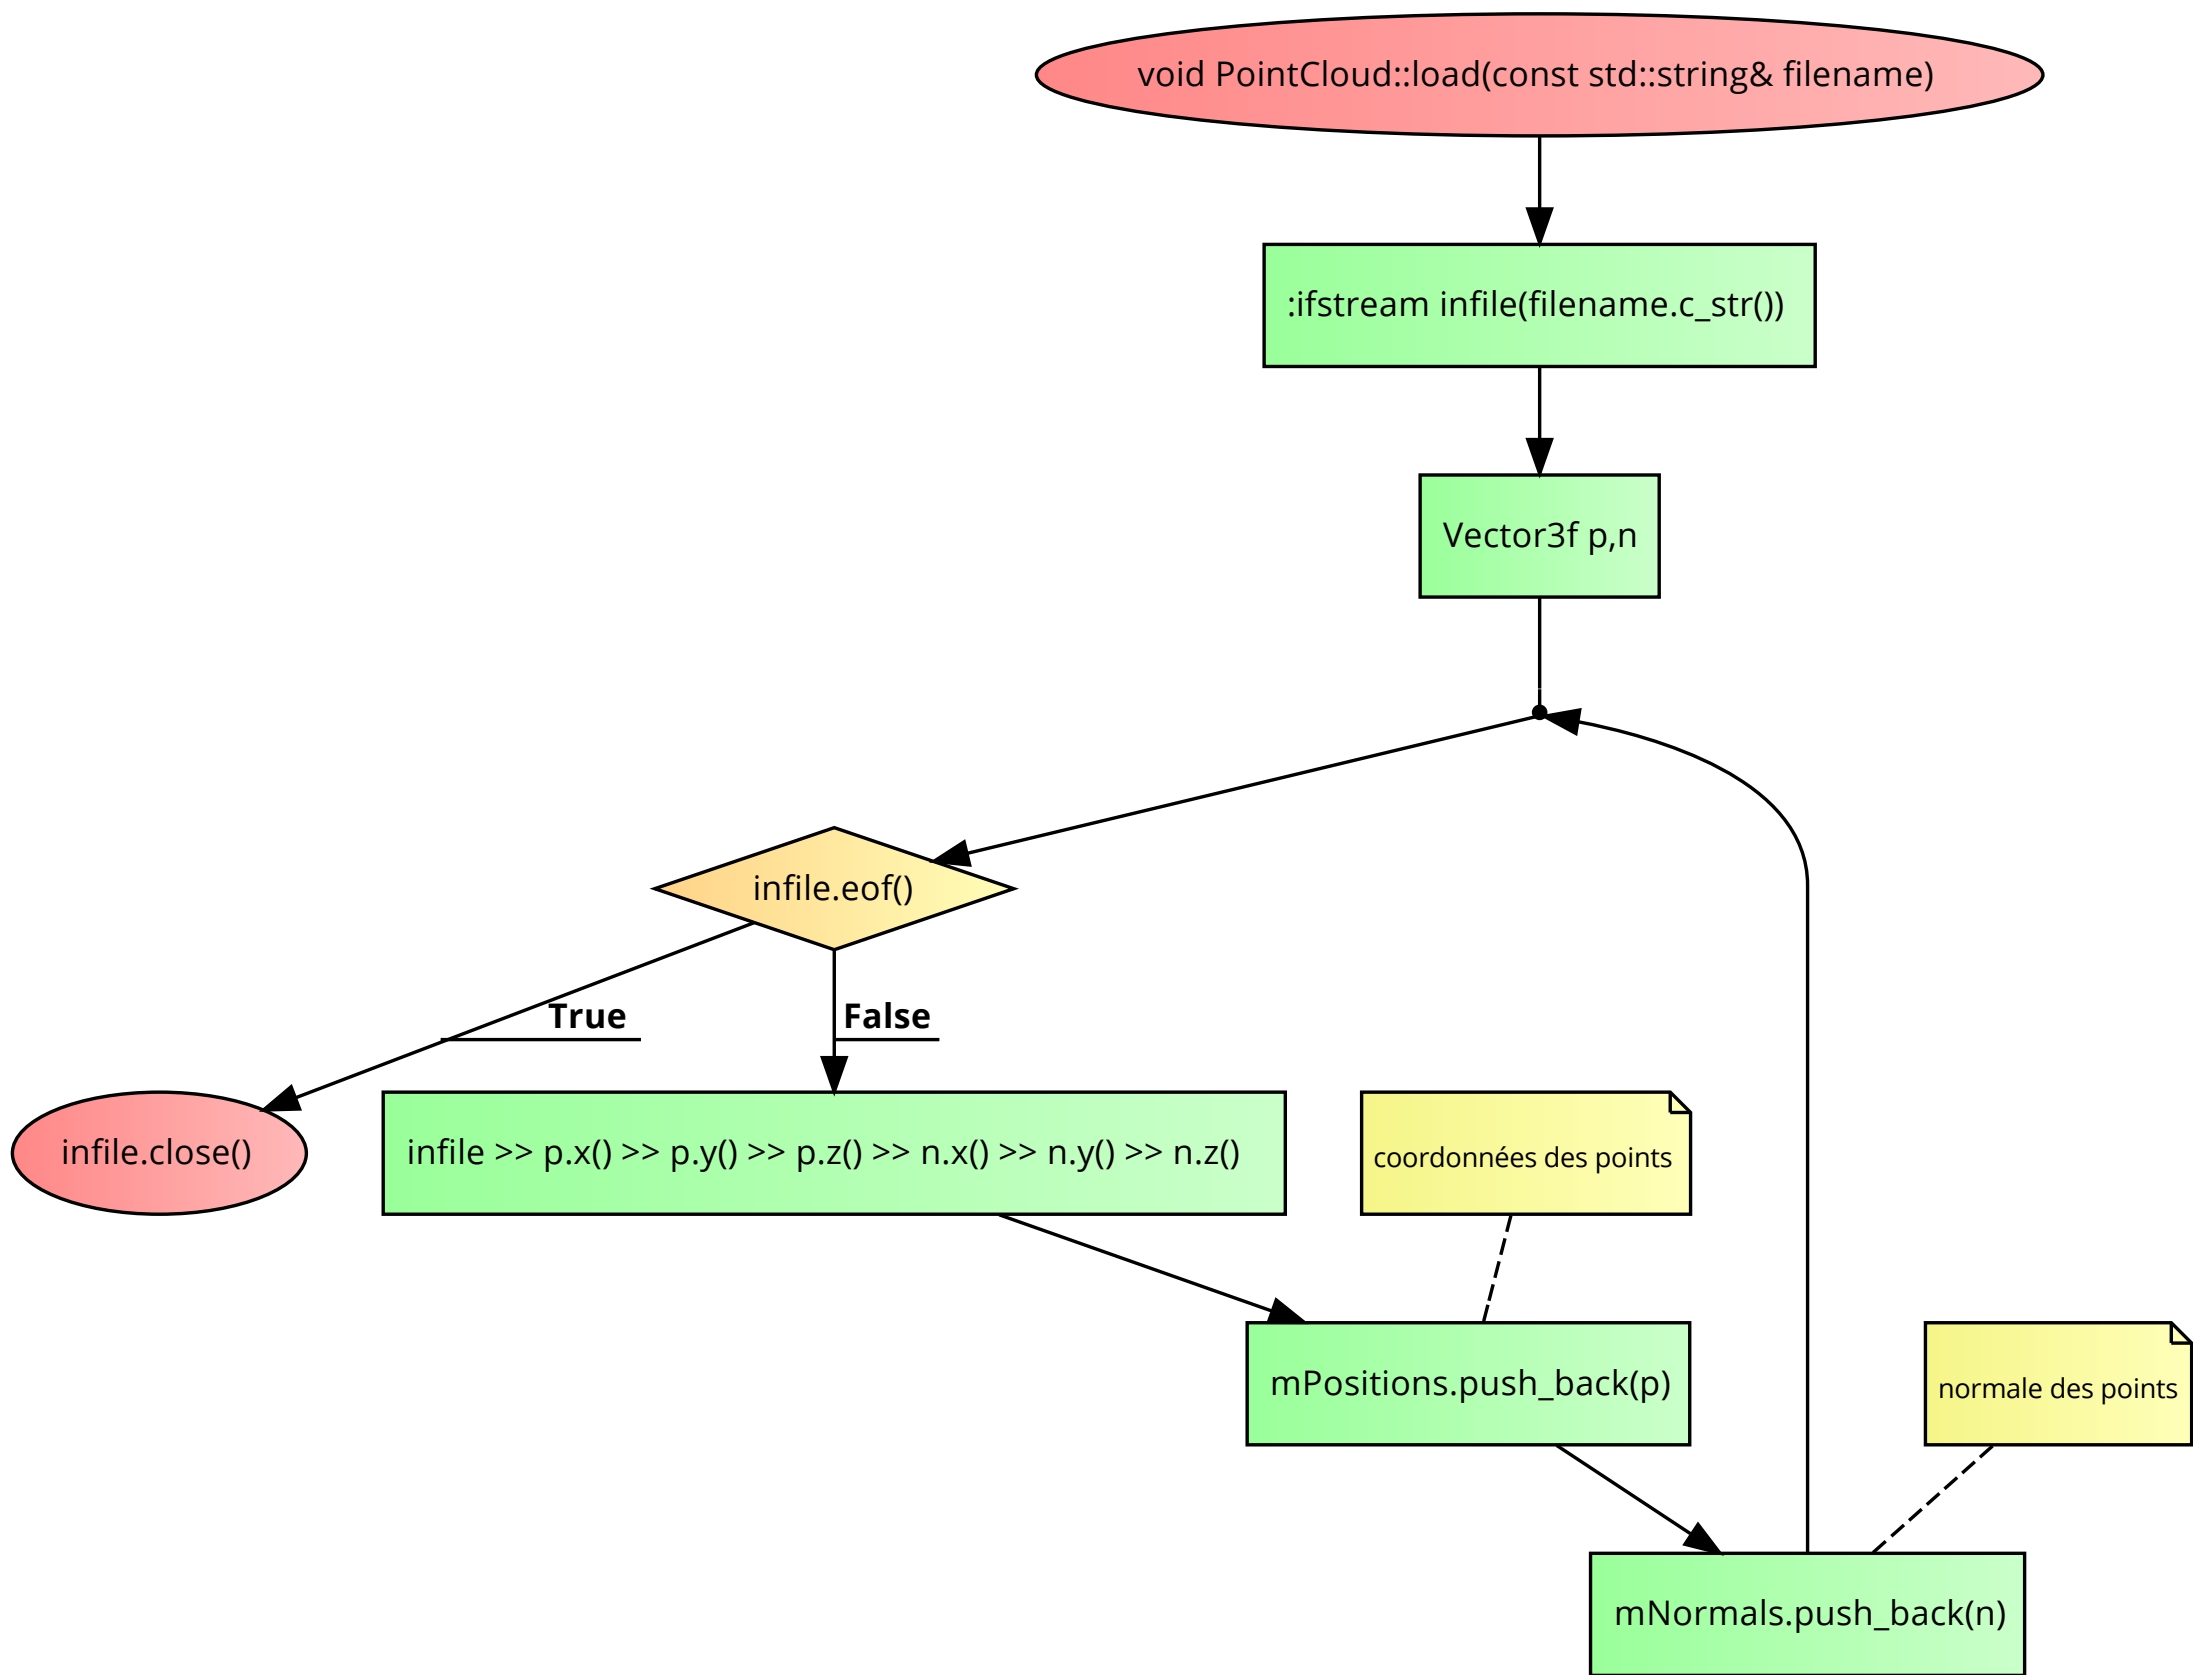 void PointCloud::load(const std::string& filename)
:ifstream infile(filename.c_str())
Vector3f p,n
infile.eof()
True
False
infile.close()
infile >> p.x() >> p.y() >> p.z() >> n.x() >> n.y() >> n.z()
coordonnées des points
mPositions.push_back(p)
normale des points
mNormals.push_back(n)